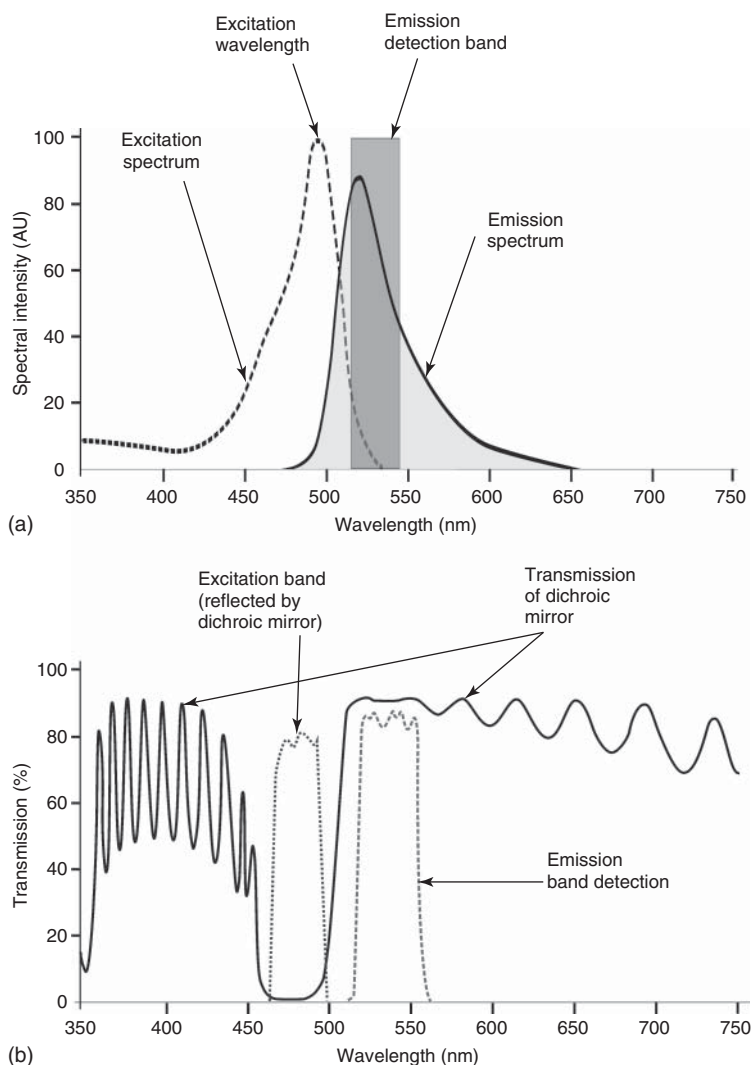 Excitation
wavelength
Emission
detection band
Excitation
spectrum
Emission
spectrum
Spectral intensity (AU)
100
80
60
40
20
0
350 400 450 500 550 600 650 700 750
Wavelength (nm)
(a)
Excitation band
(reflected by
dichroic mirror)
Transmission
of dichroic
mirror
Emission
band detection
Transmission (%)
100
80
60
40
20
0
350 400 450 500 550 600 650 700 750
Wavelength (nm)
(b)